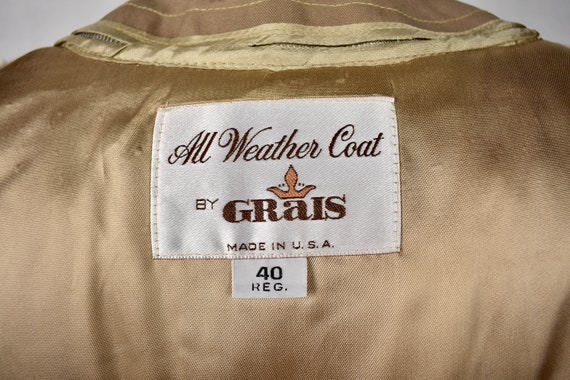 All Weather Coat
BY GRaIS
MADE IN U.S.A.
40
REG.